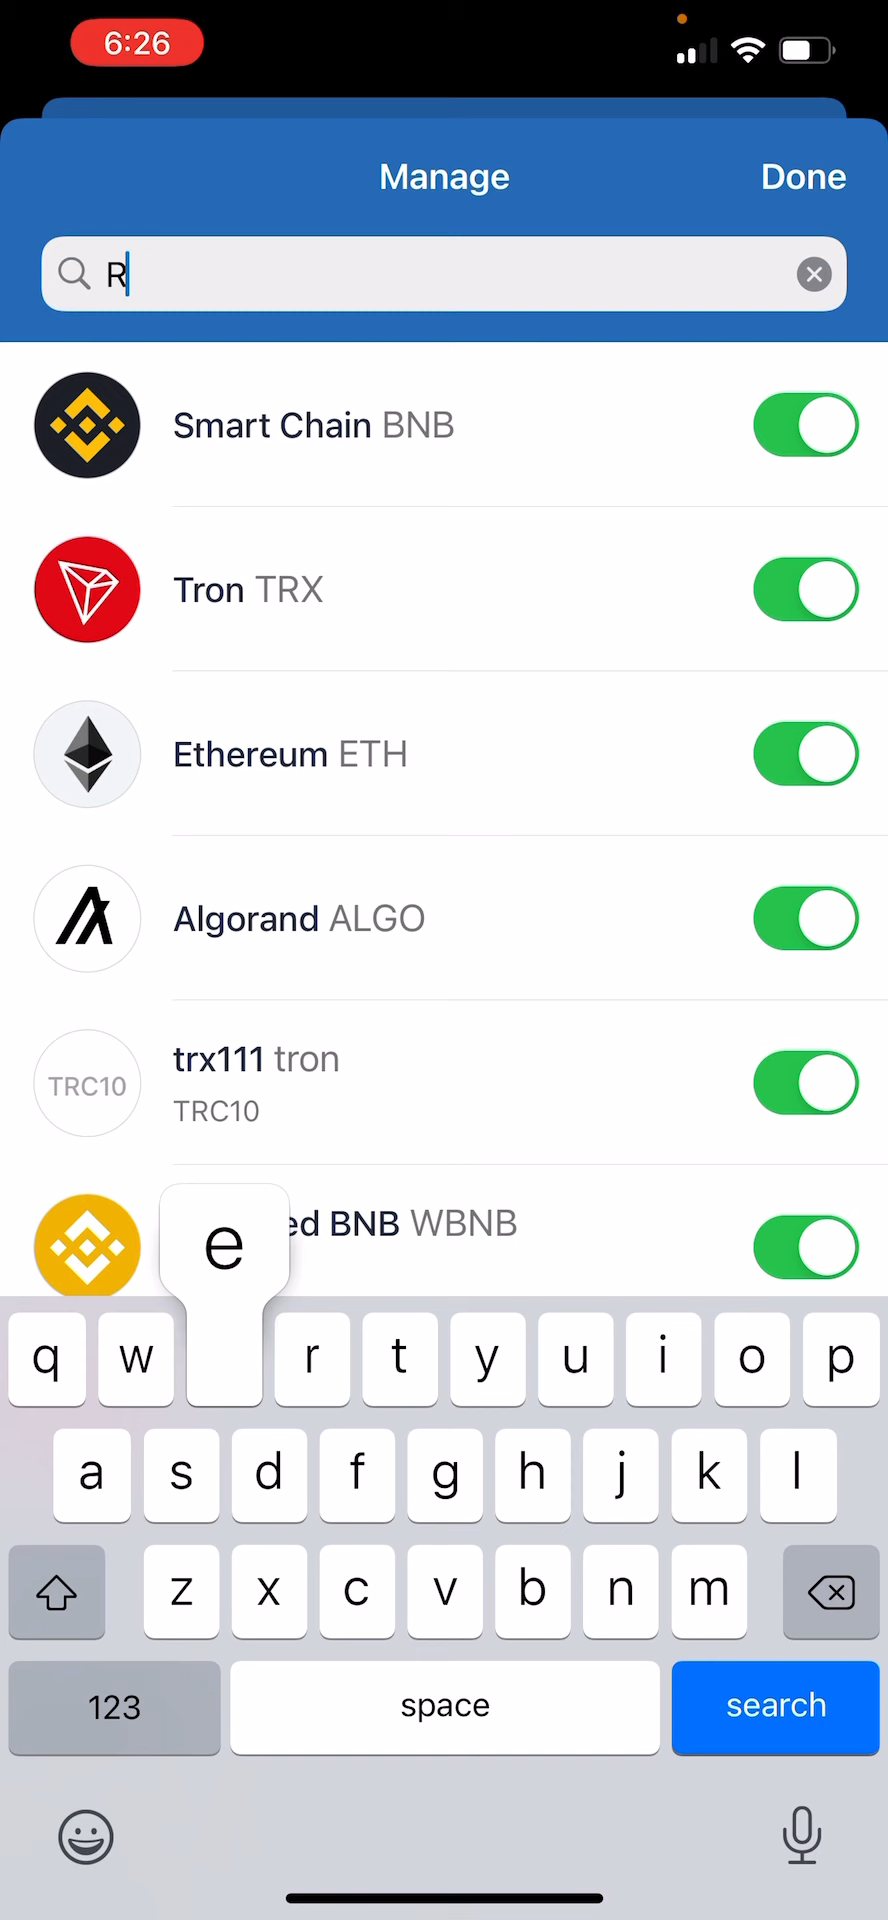 6:26
Manage
Done
R
Smart Chain BNB
Tron TRX
Ethereum ETH
Algorand ALGO
trx111 tron
TRC10
TRC10
ed BNB WBNB
e
q w r t y u i o p
a s d f g h j k l
z x c v b n m
123 space search